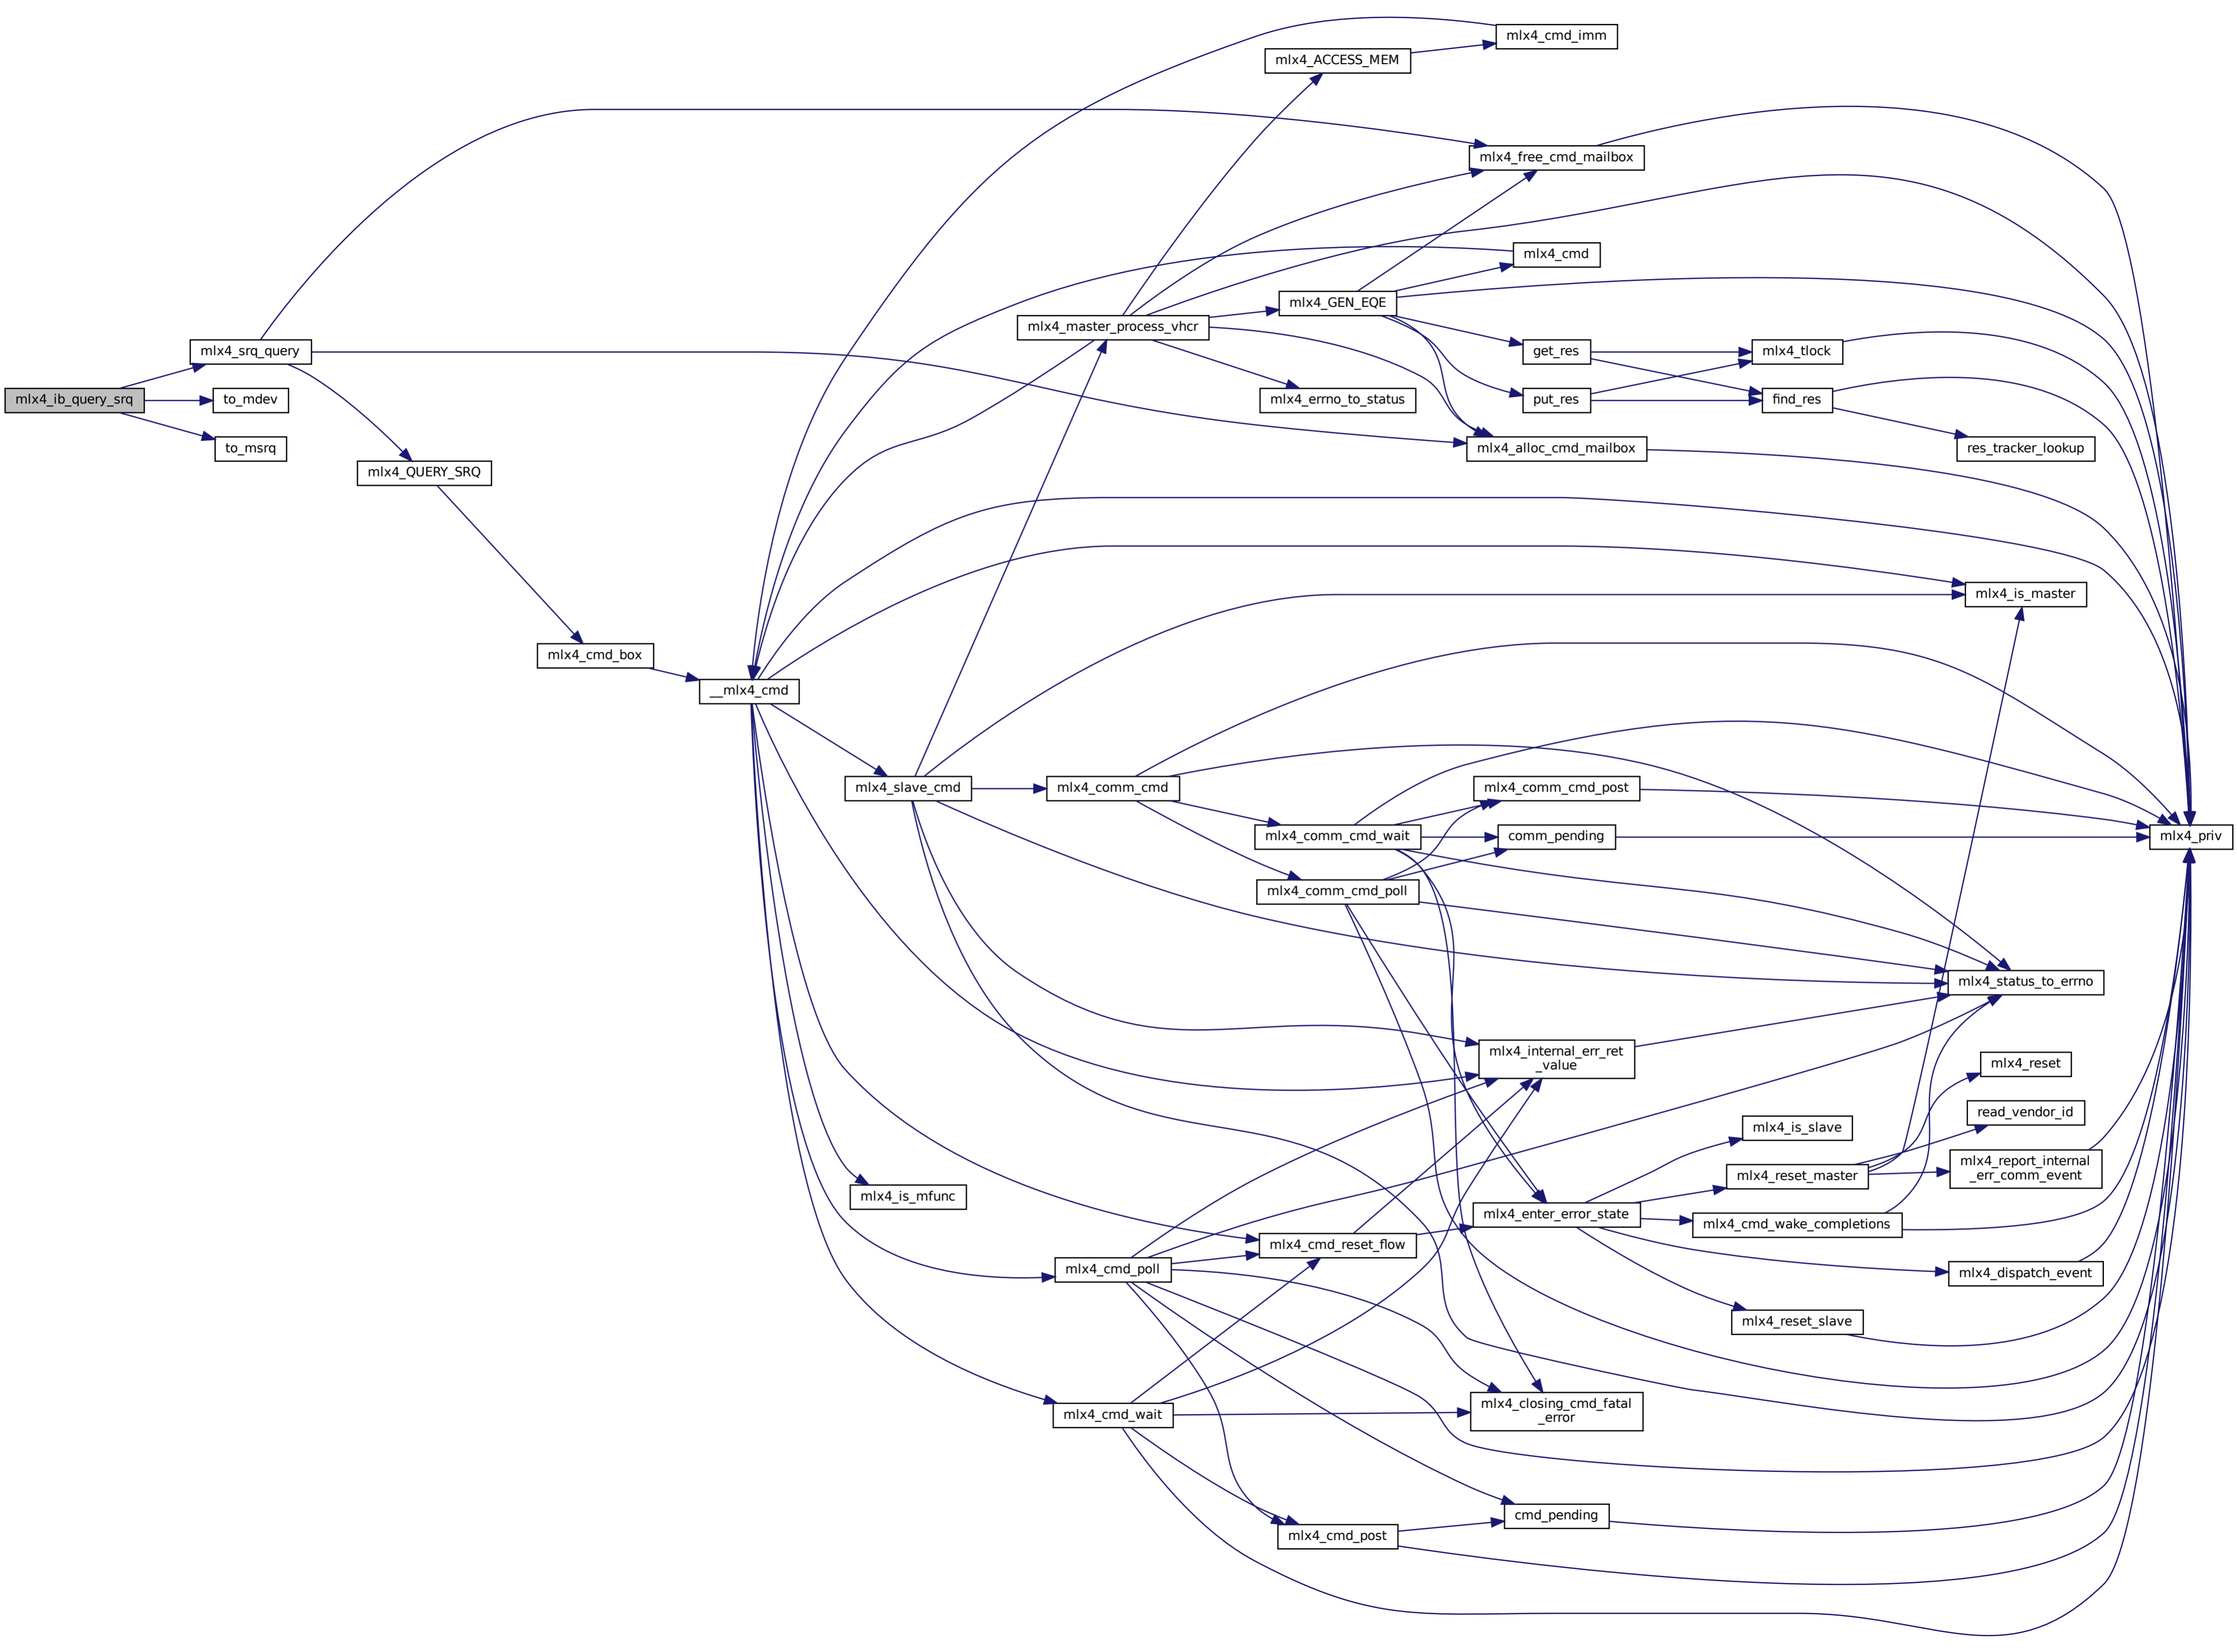 mlx4_cmd_imm
mlx4_ACCESS_MEM
mlx4_free_cmd_mailbox
mlx4_cmd
mlx4_GEN_EQE
mlx4_master_process_vhcr
mlx4_srq_query
get_res
mlx4_tlock
mlx4_ib_query_srq
to_mdev
mlx4_errno_to_status
put_res
find_res
to_msrq
mlx4_alloc_cmd_mailbox
res_tracker_lookup
mlx4_QUERY_SRQ
mlx4_is_master
mlx4_cmd_box
__mlx4_cmd
mlx4_slave_cmd
mlx4_comm_cmd
mlx4_comm_cmd_post
mlx4_comm_cmd_wait
comm_pending
mlx4_priv
mlx4_comm_cmd_poll
mlx4_status_to_errno
mlx4_internal_err_ret
_value
mlx4_reset
read_vendor_id
mlx4_is_slave
mlx4_reset_master
mlx4_report_internal
_err_comm_event
mlx4_is_mfunc
mlx4_enter_error_state
mlx4_cmd_wake_completions
mlx4_cmd_reset_flow
mlx4_cmd_poll
mlx4_dispatch_event
mlx4_reset_slave
mlx4_cmd_wait
mlx4_closing_cmd_fatal
_error
cmd_pending
mlx4_cmd_post